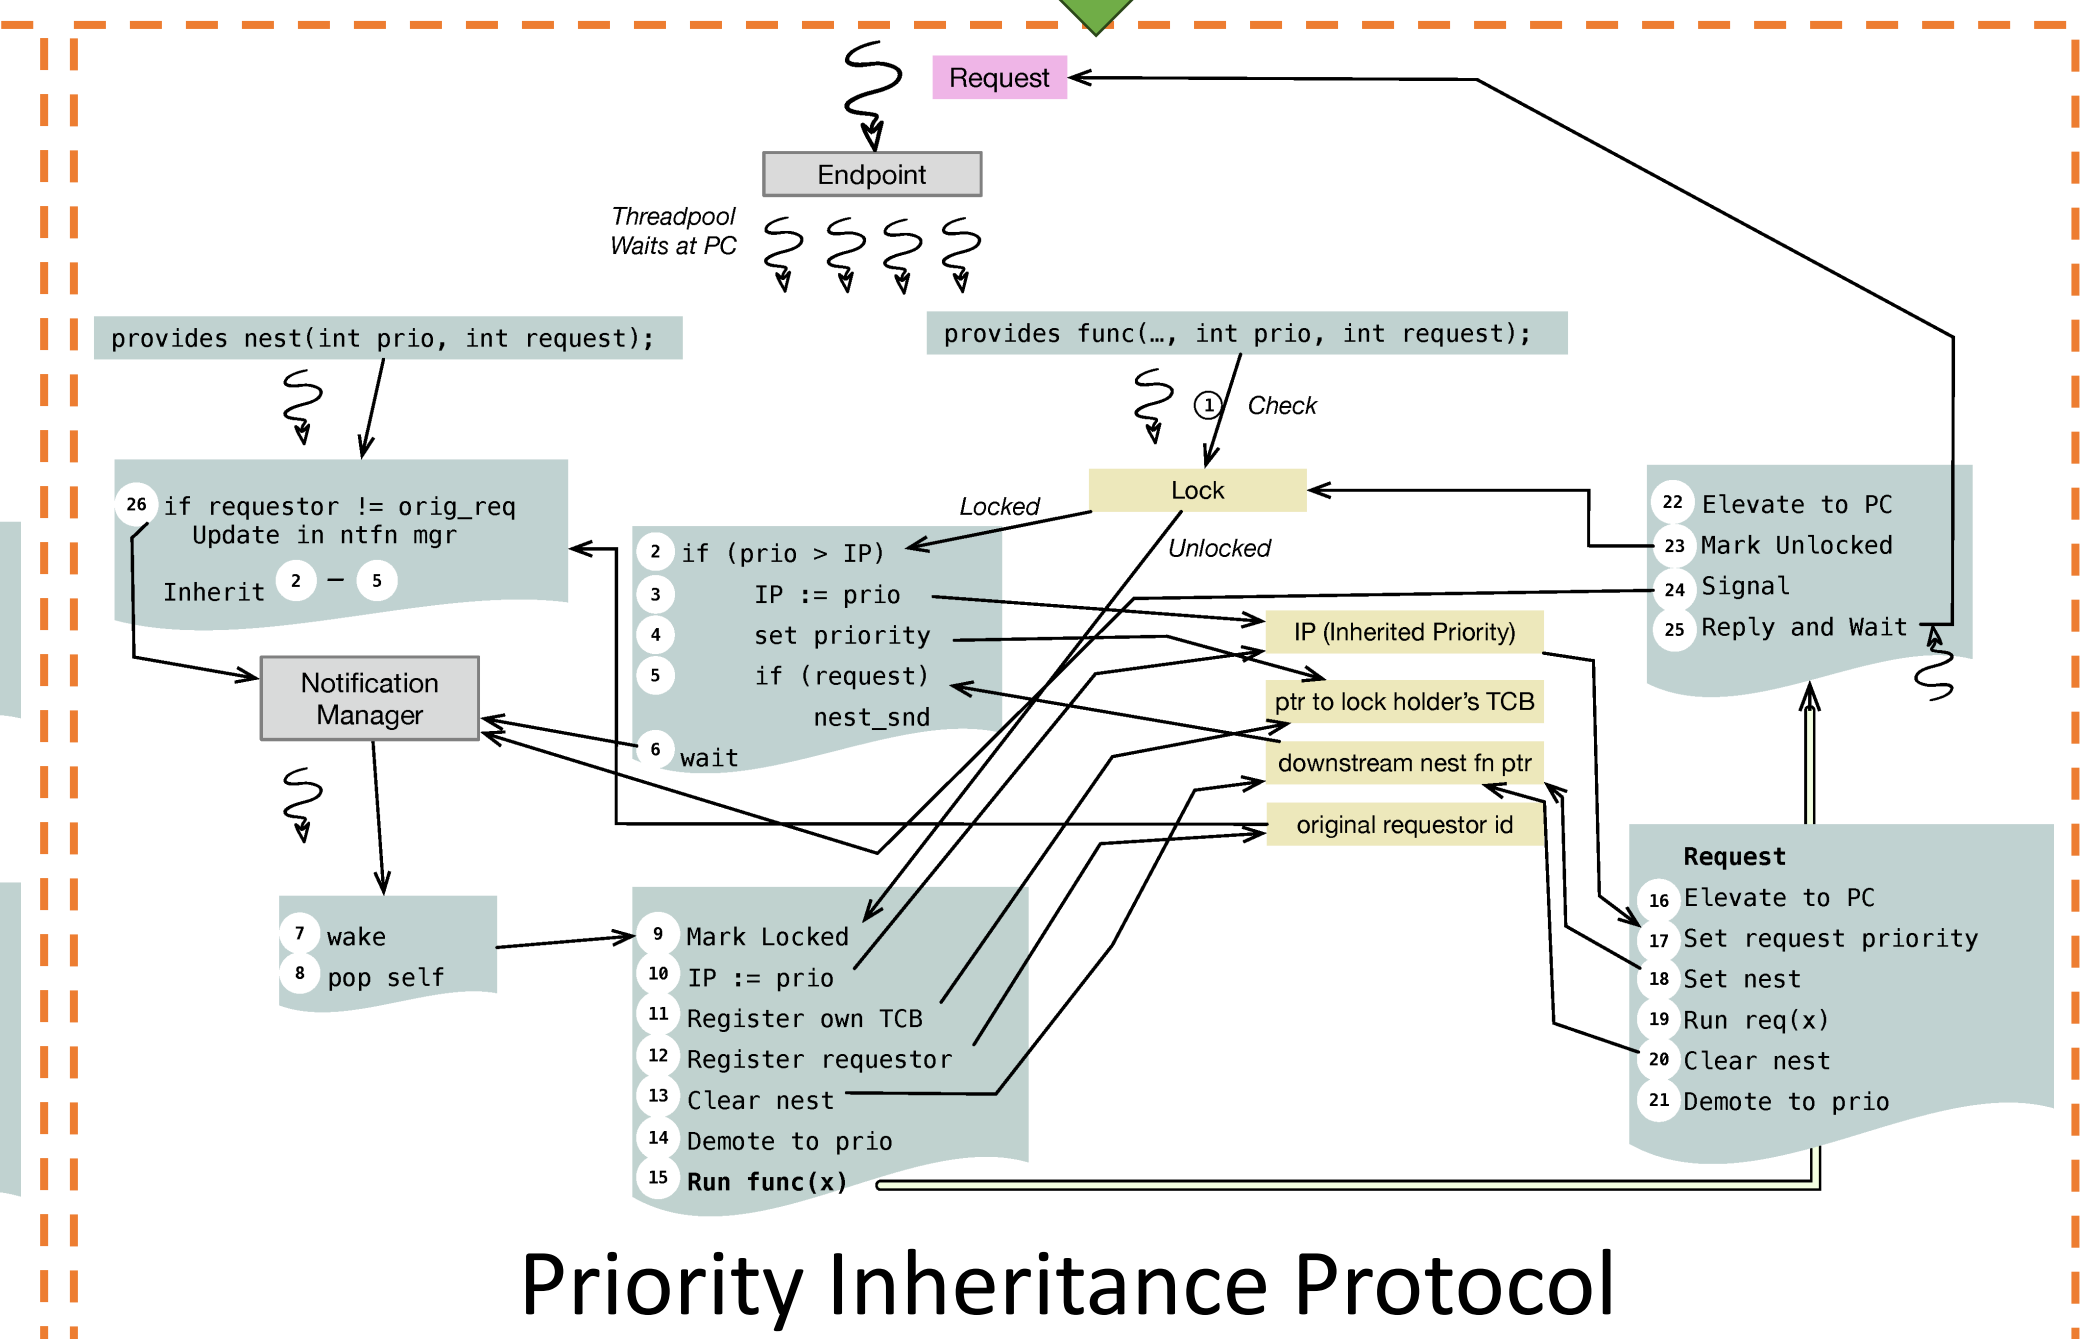 Request
Endpoint
Threadpool
Waits at PC
provides nest(int prio, int request);
provides func(…, int prio, int request);
1 Check
Lock
Locked
Unlocked
26 if requestor != orig_req
Update in ntfn mgr
Inherit 2 – 5
Notification
Manager
2 if (prio > IP)
3 IP := prio
4 set priority
5 if (request)
nest_snd
6 wait
IP (Inherited Priority)
ptr to lock holder's TCB
downstream nest fn ptr
original requestor id
22 Elevate to PC
23 Mark Unlocked
24 Signal
25 Reply and Wait
7 wake
8 pop self
9 Mark Locked
10 IP := prio
11 Register own TCB
12 Register requestor
13 Clear nest
14 Demote to prio
15 Run func(x)
Request
16 Elevate to PC
17 Set request priority
18 Set nest
19 Run req(x)
20 Clear nest
21 Demote to prio
Priority Inheritance Protocol